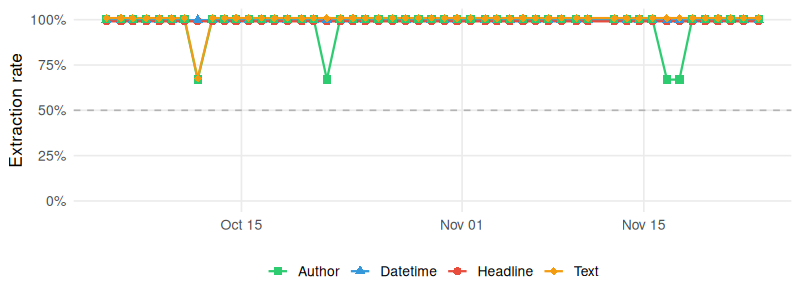 Extraction rate
100%
75%
50%
25%
0%
Oct 15 Nov 01 Nov 15
Author Datetime Headline Text